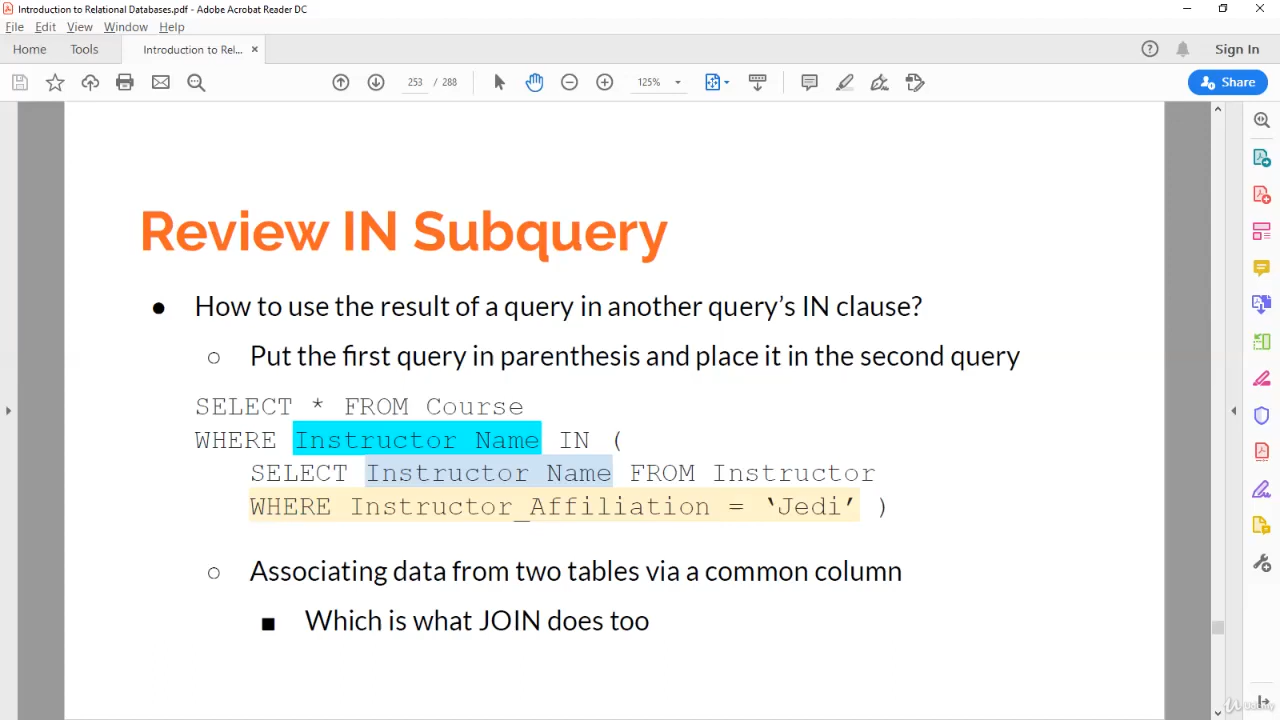 Introduction to Relational Databases.pdf - Adobe Acrobat Reader DC
File Edit View Window Help
Home Tools Introduction to Rel... × Sign In
253 / 288 125% Share
Review IN Subquery
● How to use the result of a query in another query's IN clause?
○ Put the first query in parenthesis and place it in the second query
SELECT * FROM Course
WHERE Instructor_Name IN (
SELECT Instructor_Name FROM Instructor
WHERE Instructor_Affiliation = ‘Jedi’ )
○ Associating data from two tables via a common column
■ Which is what JOIN does too
Udemy